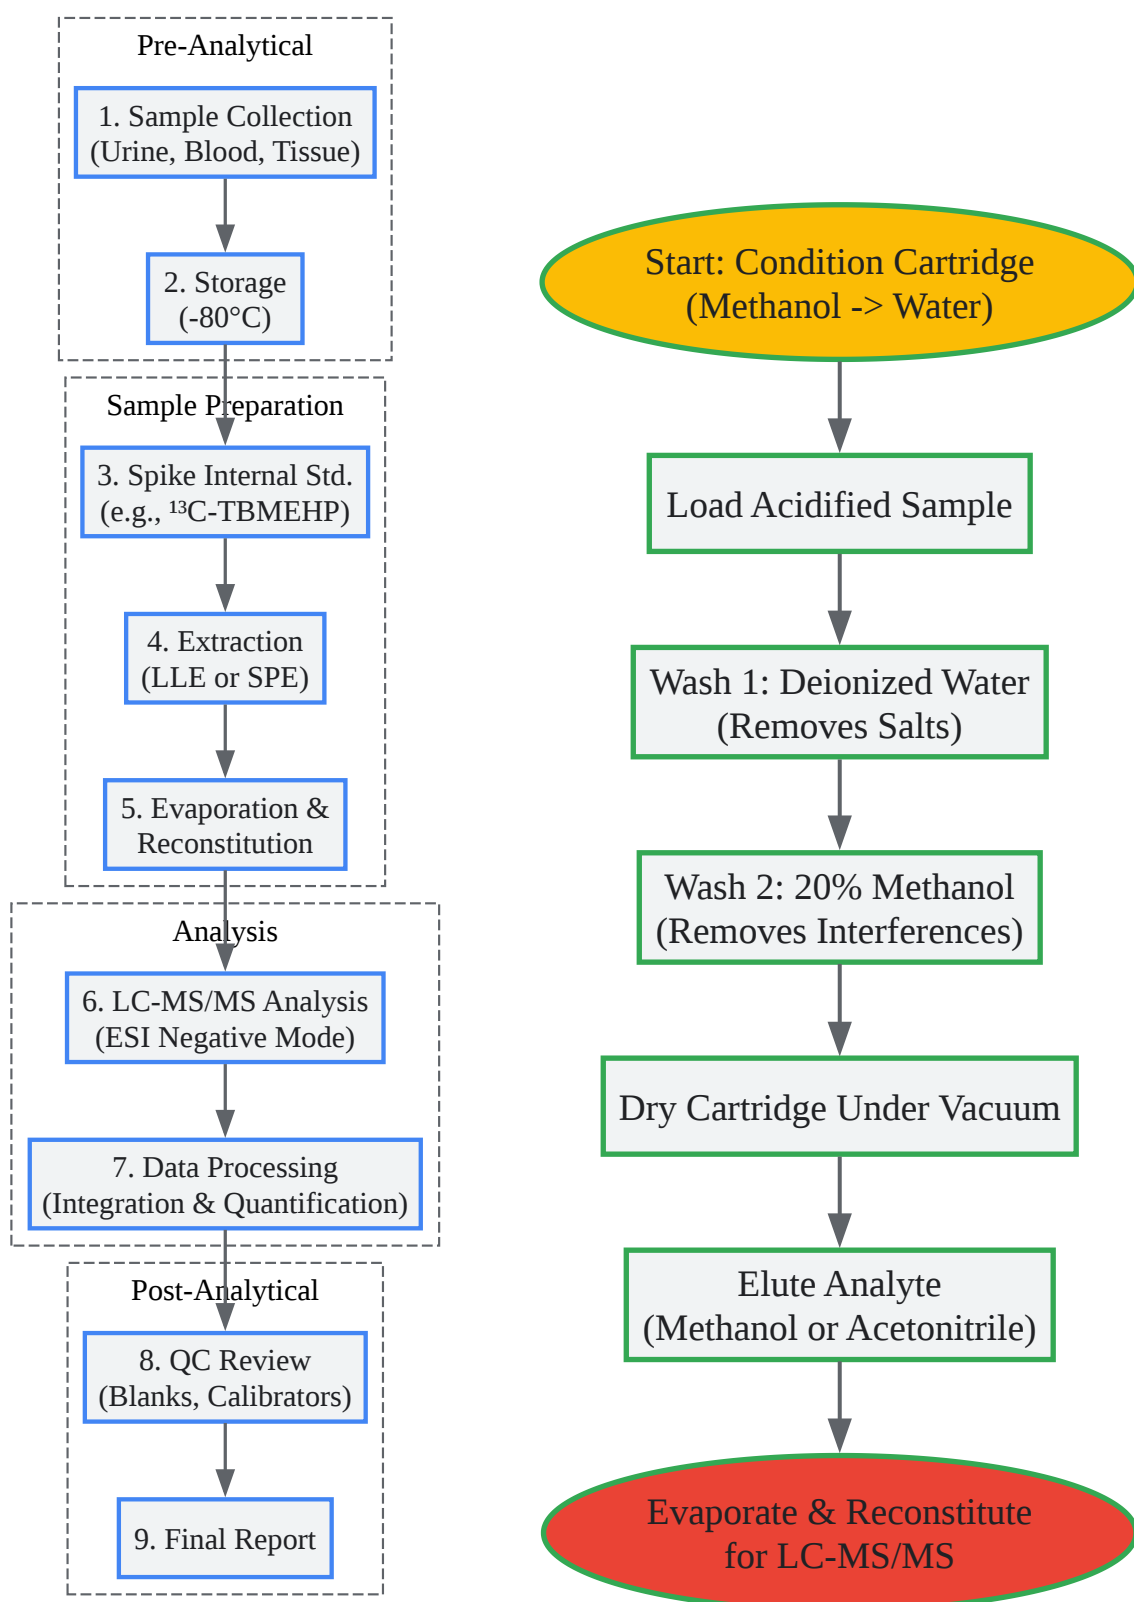 Pre-Analytical
1. Sample Collection
(Urine, Blood, Tissue)
2. Storage
(-80°C)
Sample Preparation
3. Spike Internal Std.
(e.g., ¹³C-TBMEHP)
4. Extraction
(LLE or SPE)
5. Evaporation &
Reconstitution
Analysis
6. LC-MS/MS Analysis
(ESI Negative Mode)
7. Data Processing
(Integration & Quantification)
Post-Analytical
8. QC Review
(Blanks, Calibrators)
9. Final Report
Start: Condition Cartridge
(Methanol -> Water)
Load Acidified Sample
Wash 1: Deionized Water
(Removes Salts)
Wash 2: 20% Methanol
(Removes Interferences)
Dry Cartridge Under Vacuum
Elute Analyte
(Methanol or Acetonitrile)
Evaporate & Reconstitute
for LC-MS/MS